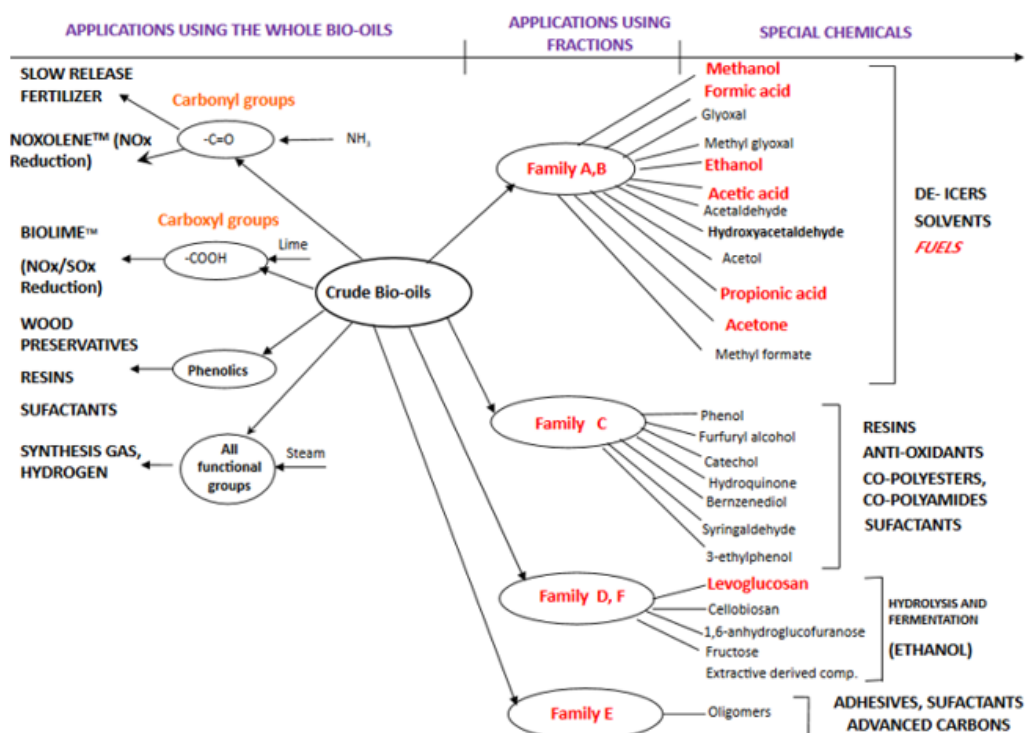 APPLICATIONS USING THE WHOLE BIO-OILS
APPLICATIONS USING
FRACTIONS
SPECIAL CHEMICALS
SLOW RELEASE
FERTILIZER
Carbonyl groups
-C=O
NH3
NOXOLENE™ (NOx
Reduction)
Carboxyl groups
BIOLIME™
-COOH
Lime
(NOx/SOx
Reduction)
Crude Bio-oils
WOOD
PRESERVATIVES
Phenolics
RESINS
SUFACTANTS
SYNTHESIS GAS,
HYDROGEN
All
functional
groups
Steam
Family A,B
Methanol
Formic acid
Glyoxal
Methyl glyoxal
Ethanol
Acetic acid
Acetaldehyde
Hydroxyacetaldehyde
Acetol
Propionic acid
Acetone
Methyl formate
DE- ICERS
SOLVENTS
FUELS
Family C
Phenol
Furfuryl alcohol
Catechol
Hydroquinone
Bernzenediol
Syringaldehyde
3-ethylphenol
RESINS
ANTI-OXIDANTS
CO-POLYESTERS,
CO-POLYAMIDES
SUFACTANTS
Family D, F
Levoglucosan
Cellobiosan
1,6-anhydroglucofuranose
Fructose
Extractive derived comp.
HYDROLYSIS AND
FERMENTATION
(ETHANOL)
Family E
Oligomers
ADHESIVES, SUFACTANTS
ADVANCED CARBONS